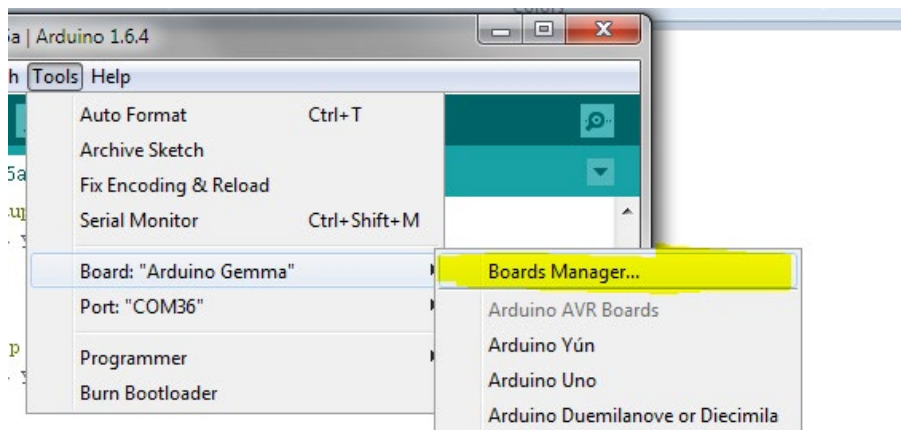 5a | Arduino 1.6.4
Tools Help
Auto Format Ctrl+T
Archive Sketch
Fix Encoding & Reload
Serial Monitor Ctrl+Shift+M
Board: "Arduino Gemma"
Port: "COM36"
Programmer
Burn Bootloader
Boards Manager...
Arduino AVR Boards
Arduino Yún
Arduino Uno
Arduino Duemilanove or Diecimila